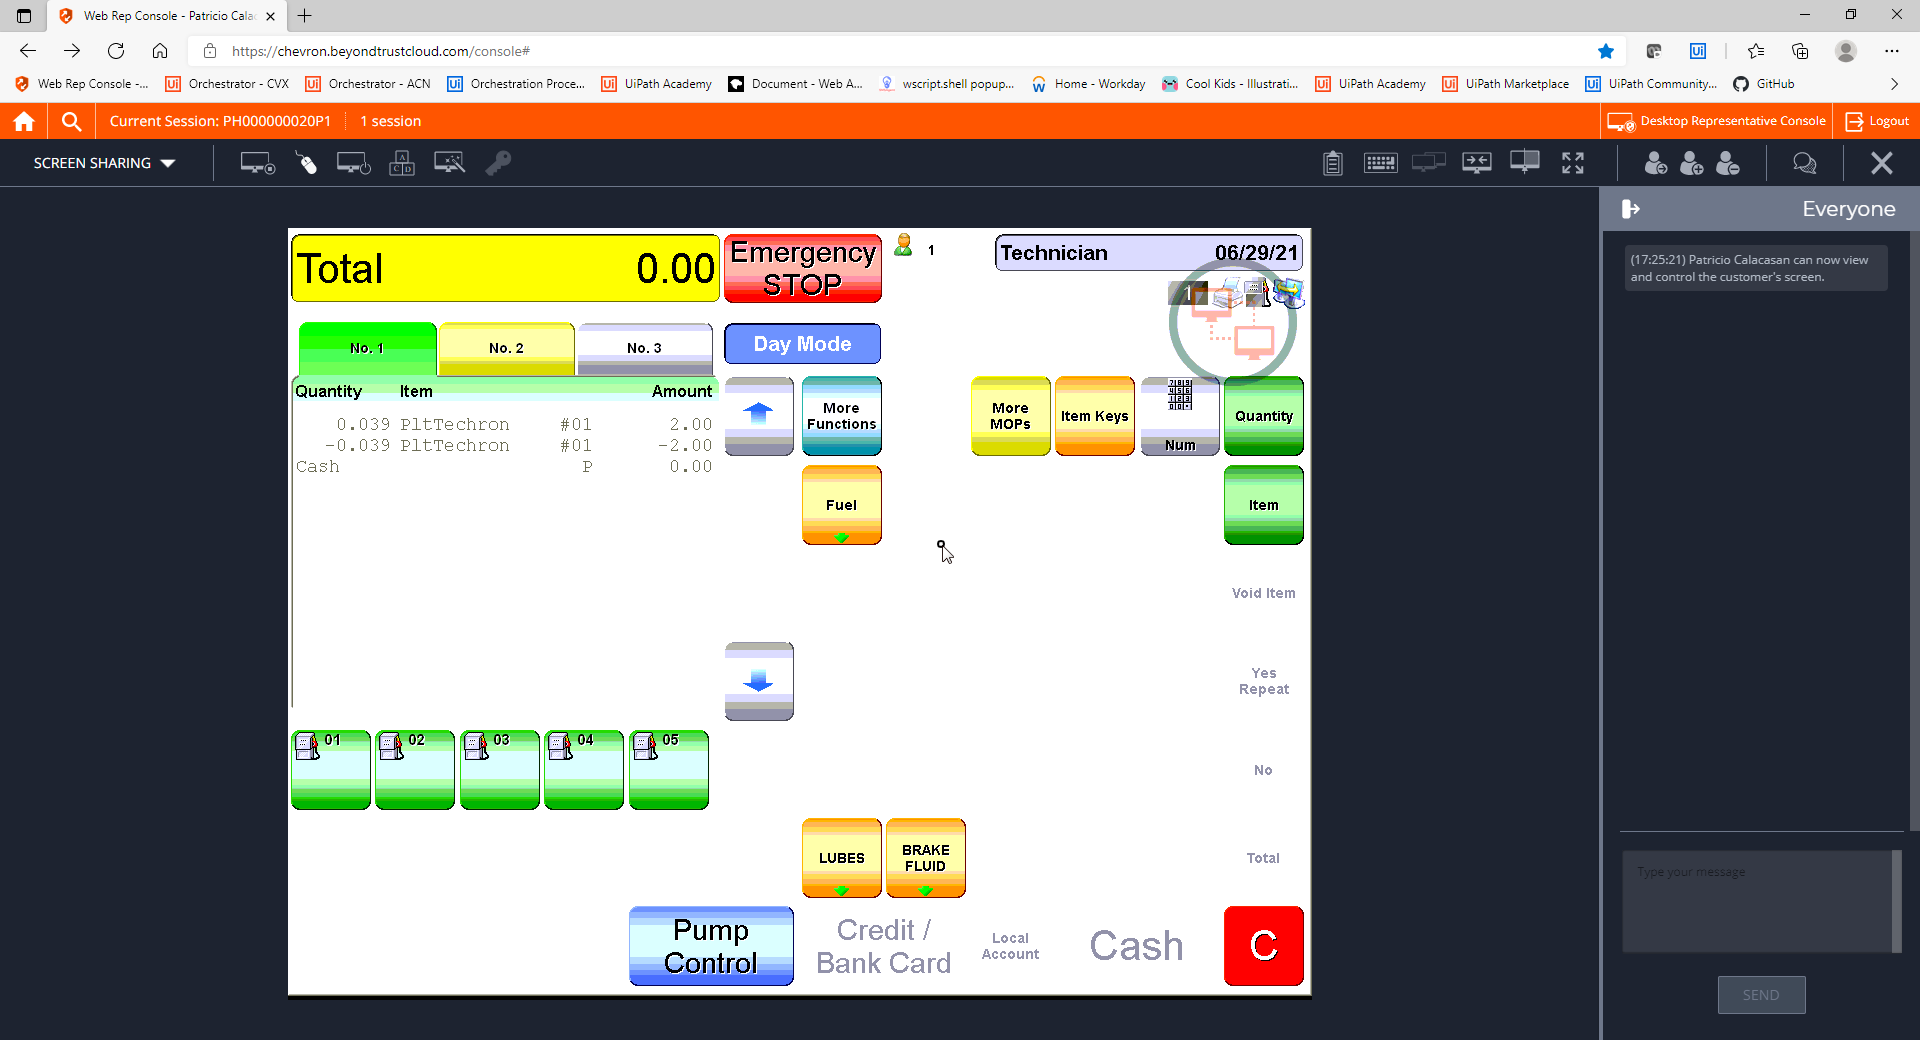 Web Rep Console - Patricio Cala
https://chevron.beyondtrustcloud.com/console#
Web Rep Console -... Orchestrator - CVX Orchestrator - ACN Orchestration Proce... UiPath Academy Document - Web A... wscript.shell popup... Home - Workday Cool Kids - Illustrati... UiPath Academy UiPath Marketplace UiPath Community... GitHub
Current Session: PH000000020P1 1 session Desktop Representative Console Logout
SCREEN SHARING
Everyone
(17:25:21) Patricio Calacasan can now view
and control the customer's screen.
Total 0.00
Emergency
STOP
1
Technician 06/29/21
1
No. 1 No. 2 No. 3
Day Mode
Quantity Item Amount
0.039 PltTechron #01 2.00
-0.039 PltTechron #01 -2.00
Cash P 0.00
More
Functions
More
MOPs
Item Keys
Num
Quantity
Fuel
Item
Void Item
Yes
Repeat
No
01 02 03 04 05
LUBES
BRAKE
FLUID
Total
Pump
Control
Credit /
Bank Card
Local
Account
Cash
C
Type your message
SEND